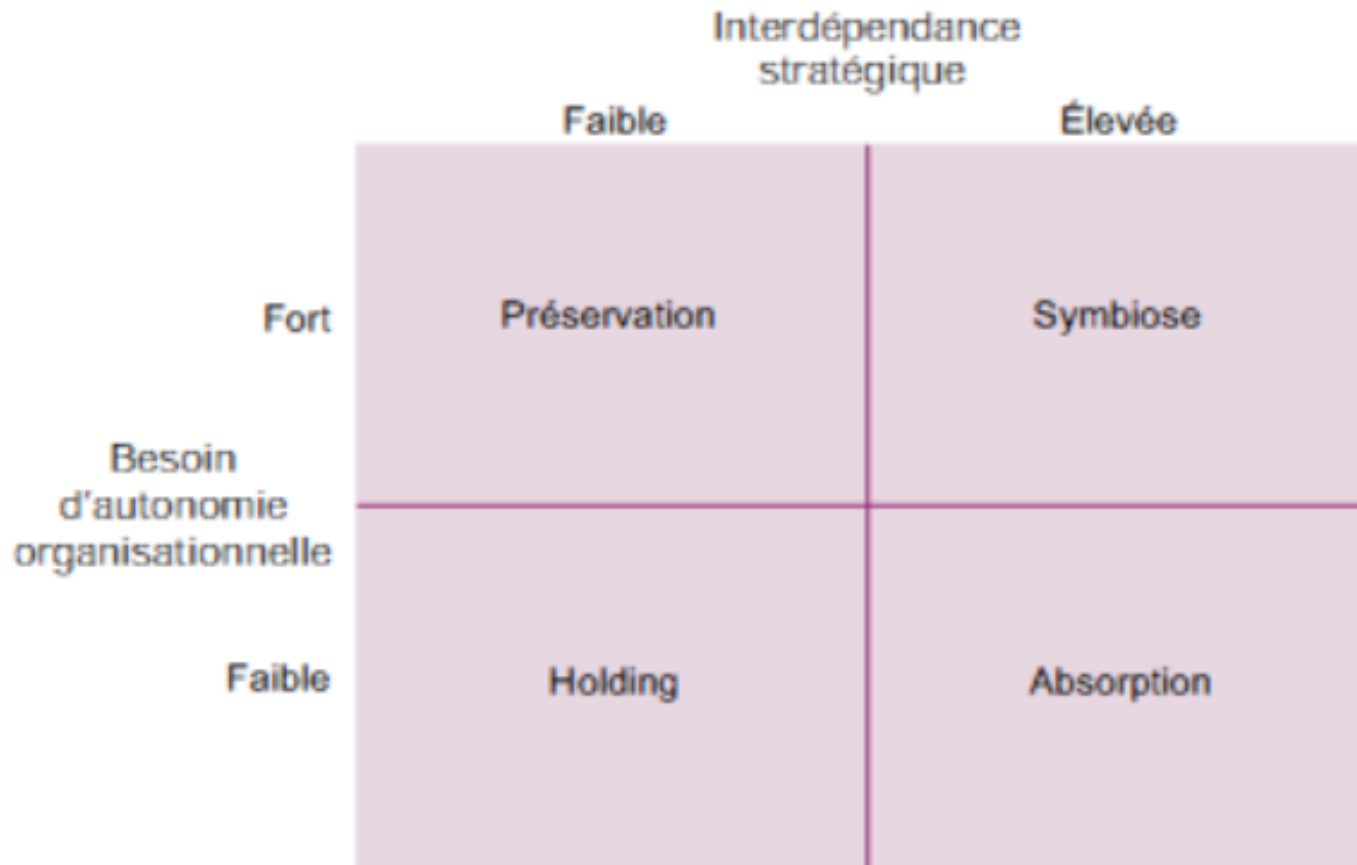 Interdépendance
stratégique
Faible
Élevée
Fort
Préservation
Symbiose
Besoin
d'autonomie
organisationnelle
Faible
Holding
Absorption